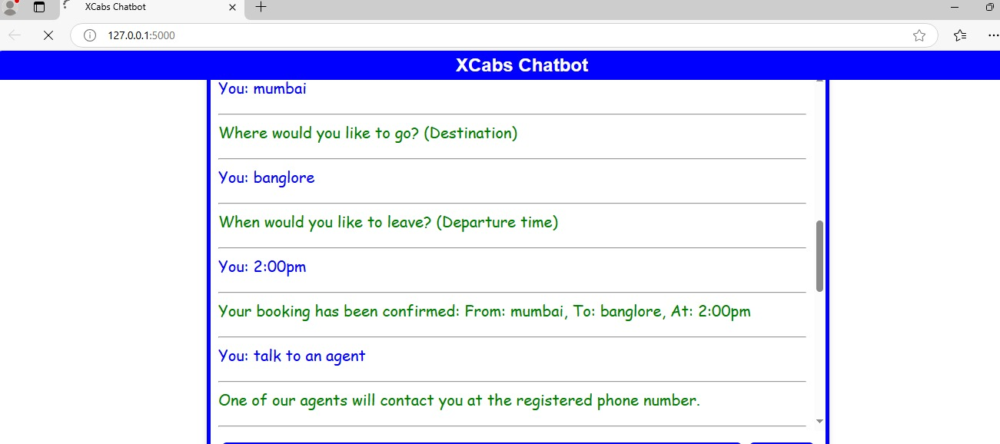 XCabs Chatbot
127.0.0.1:5000
XCabs Chatbot
You: mumbai
Where would you like to go? (Destination)
You: banglore
When would you like to leave? (Departure time)
You: 2:00pm
Your booking has been confirmed: From: mumbai, To: banglore, At: 2:00pm
You: talk to an agent
One of our agents will contact you at the registered phone number.